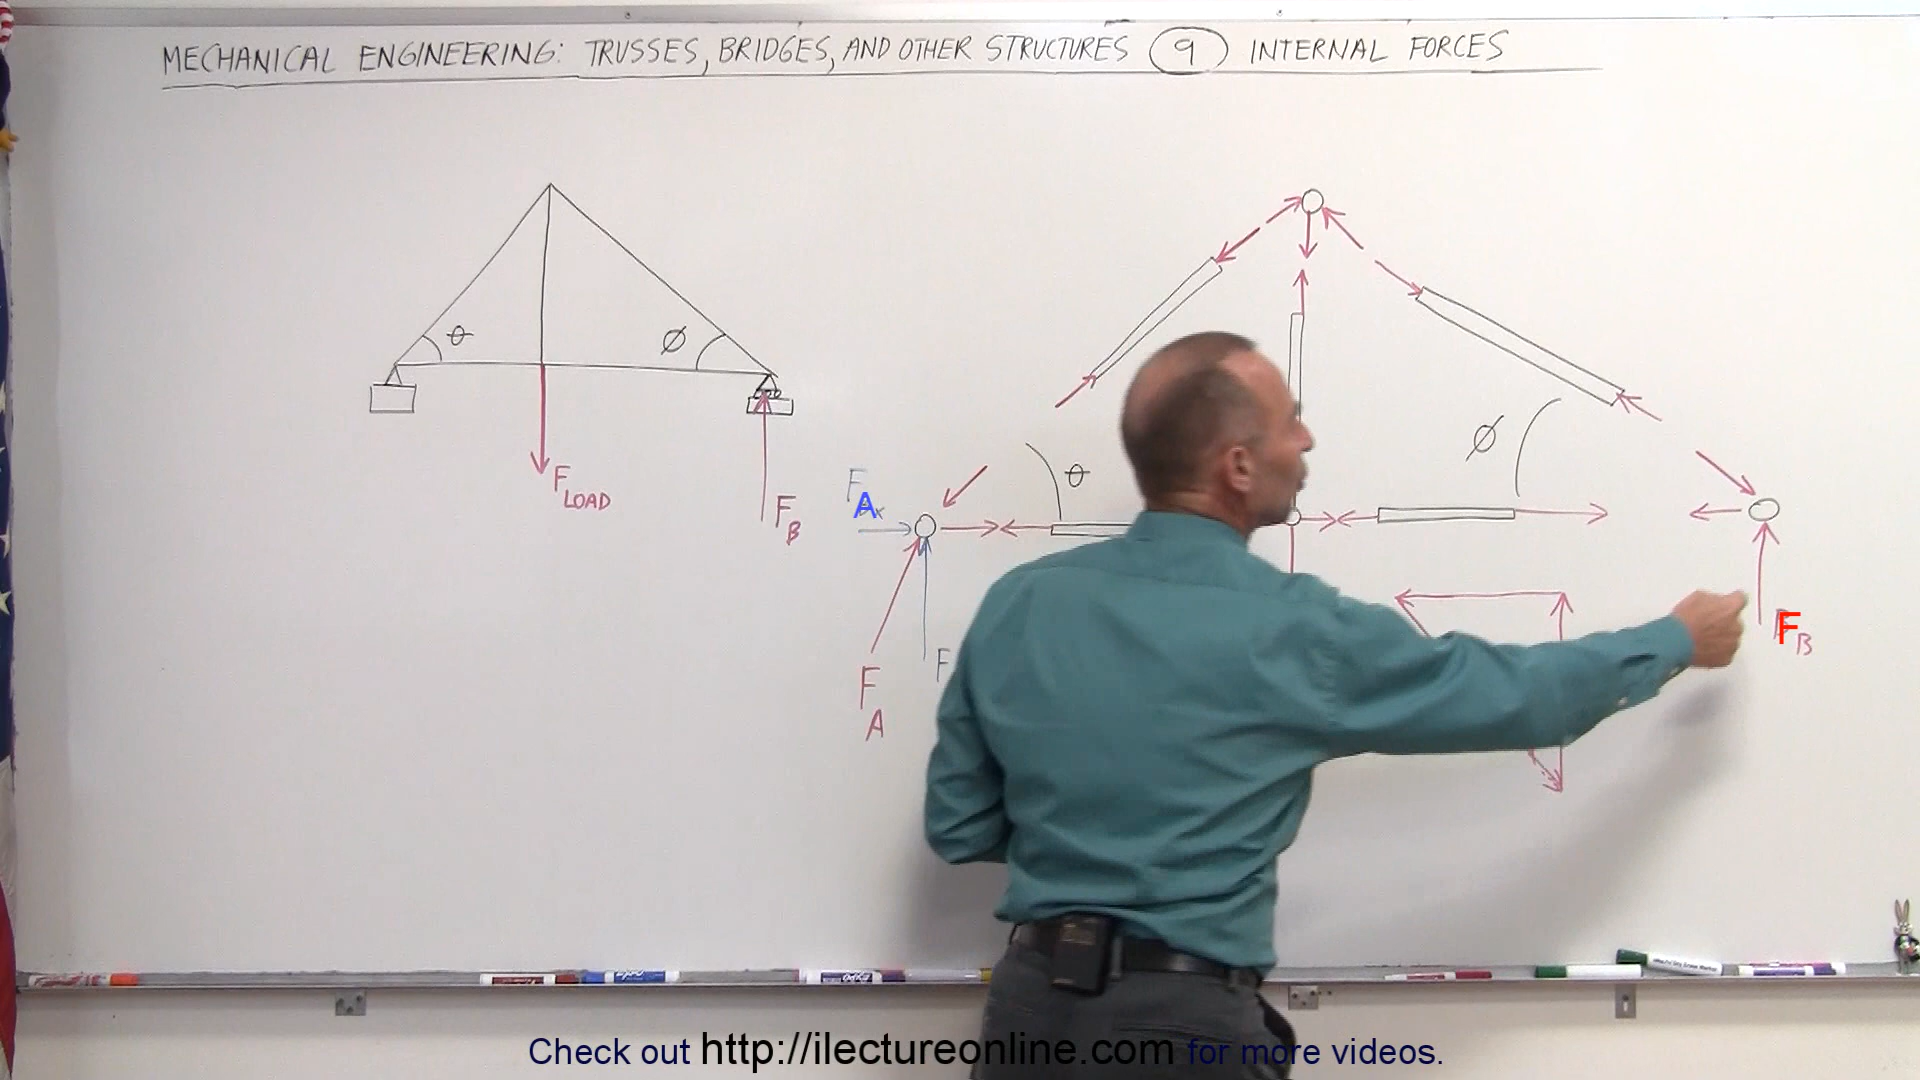 MECHANICAL ENGINEERING: TRUSSES, BRIDGES, AND OTHER STRUCTURES 9 INTERNAL FORCES
θ
φ
F LOAD
F B
φ
θ
F Ax
F B
F
F A
Check out http://ilectureonline.com for more videos.